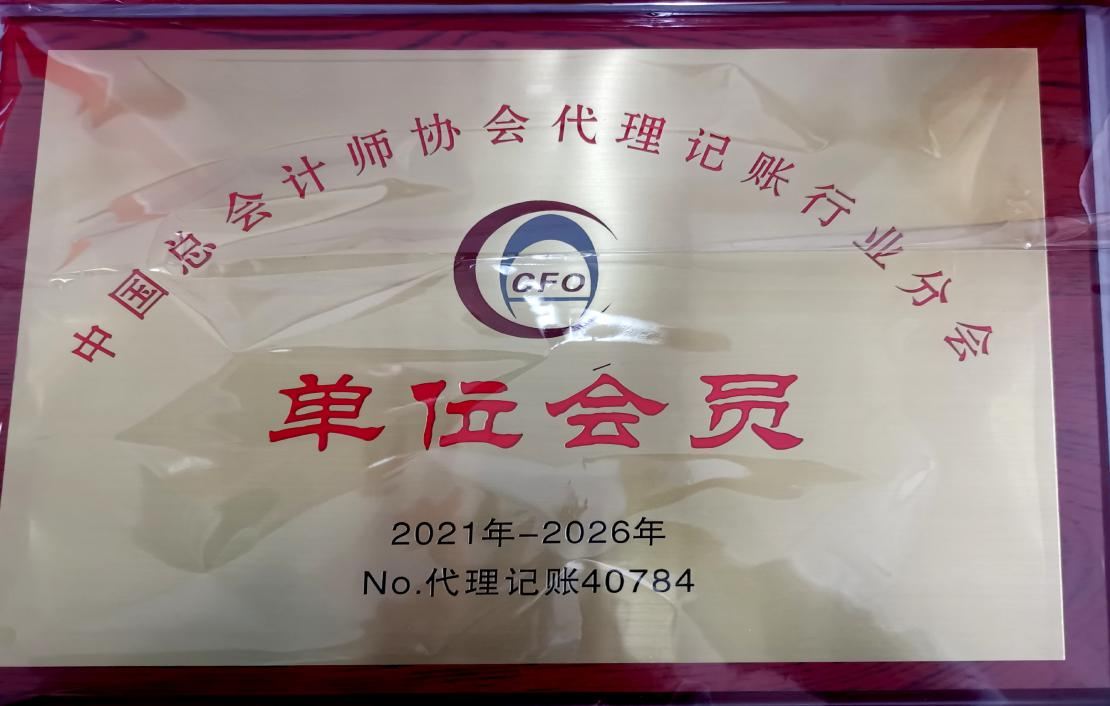 中国总会计师协会代理记账行业分会
CFO
单位会员
2021年-2026年
No.代理记账40784